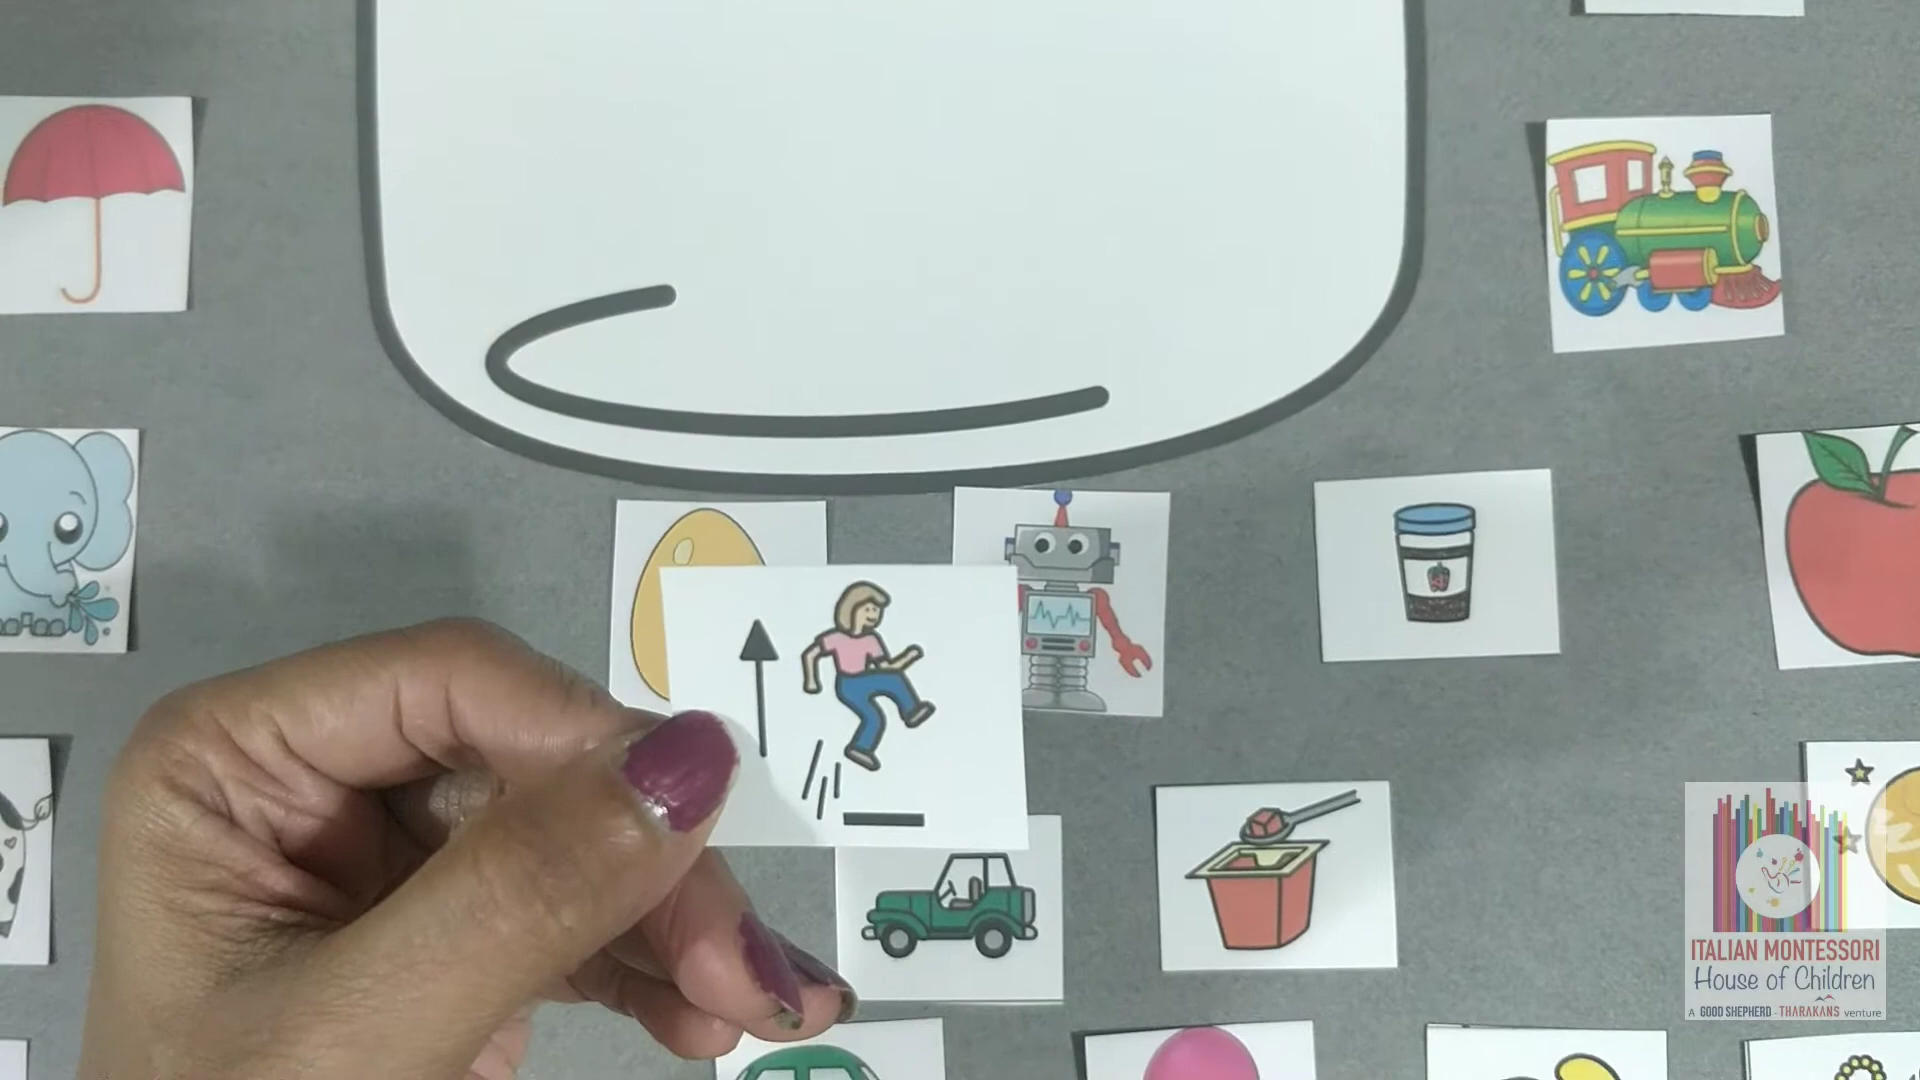 ITALIAN MONTESSORI
House of Children
A GOOD SHEPHERD - THARAKANS venture